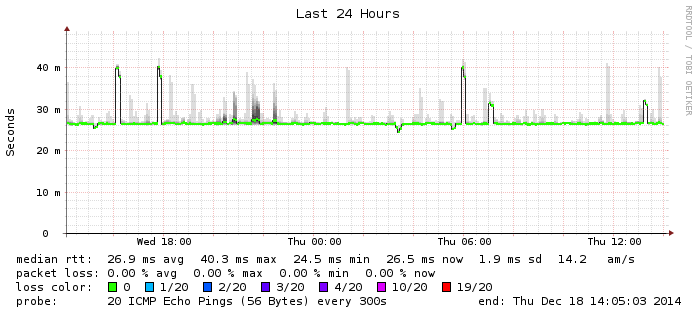 Last 24 Hours
RRDTOOL / TOBI OETIKER
Seconds
40 m
30 m
20 m
10 m
0
Wed 18:00 Thu 00:00 Thu 06:00 Thu 12:00
median rtt: 26.9 ms avg 40.3 ms max 24.5 ms min 26.5 ms now 1.9 ms sd 14.2 am/s
packet loss: 0.00 % avg 0.00 % max 0.00 % min 0.00 % now
loss color: 0 1/20 2/20 3/20 4/20 10/20 19/20
probe: 20 ICMP Echo Pings (56 Bytes) every 300s end: Thu Dec 18 14:05:03 2014